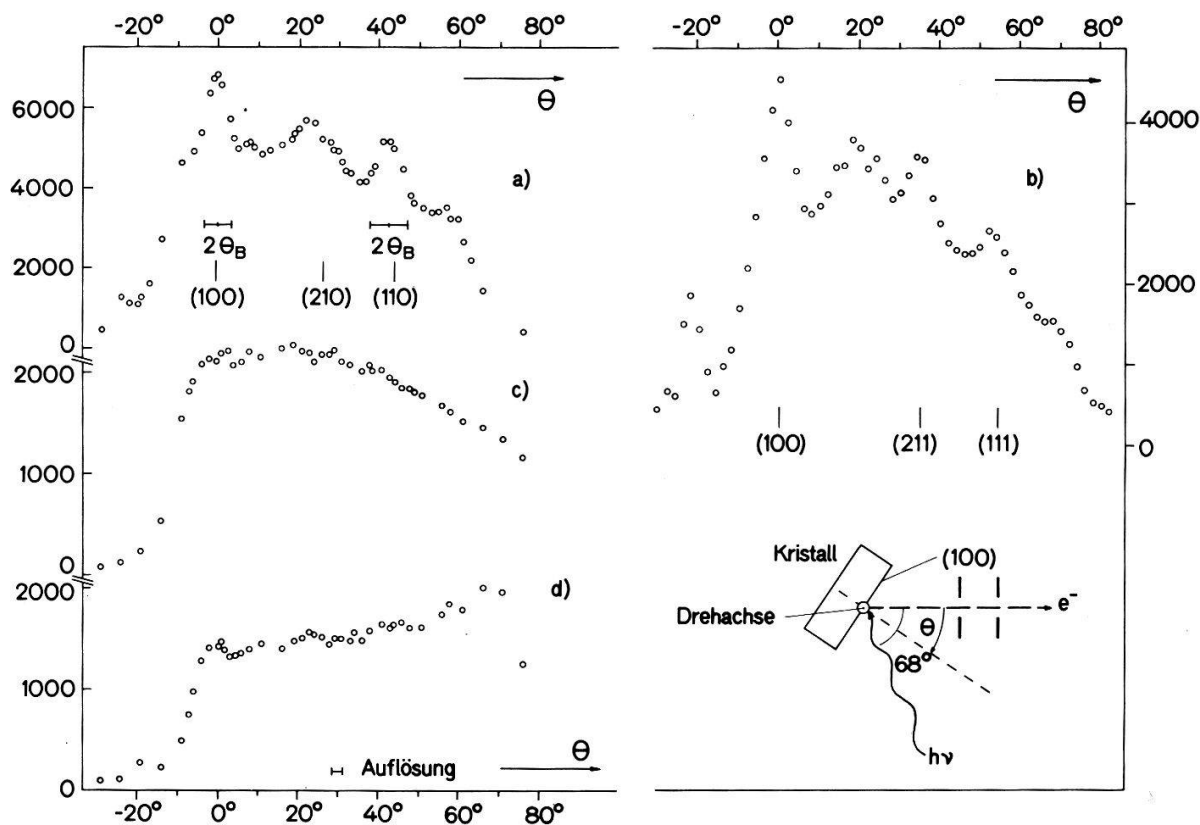 -20° 0° 20° 40° 60° 80°
-20° 0° 20° 40° 60° 80°
θ
θ
6000
4000
2000
0
a)
2θ_B
2θ_B
(100) (210) (110)
4000
2000
0
b)
(100) (211) (111)
2000
1000
0
c)
2000
1000
0
d)
Auflösung
θ
-20° 0° 20° 40° 60° 80°
Kristall
(100)
Drehachse
e⁻
θ
68°
hν